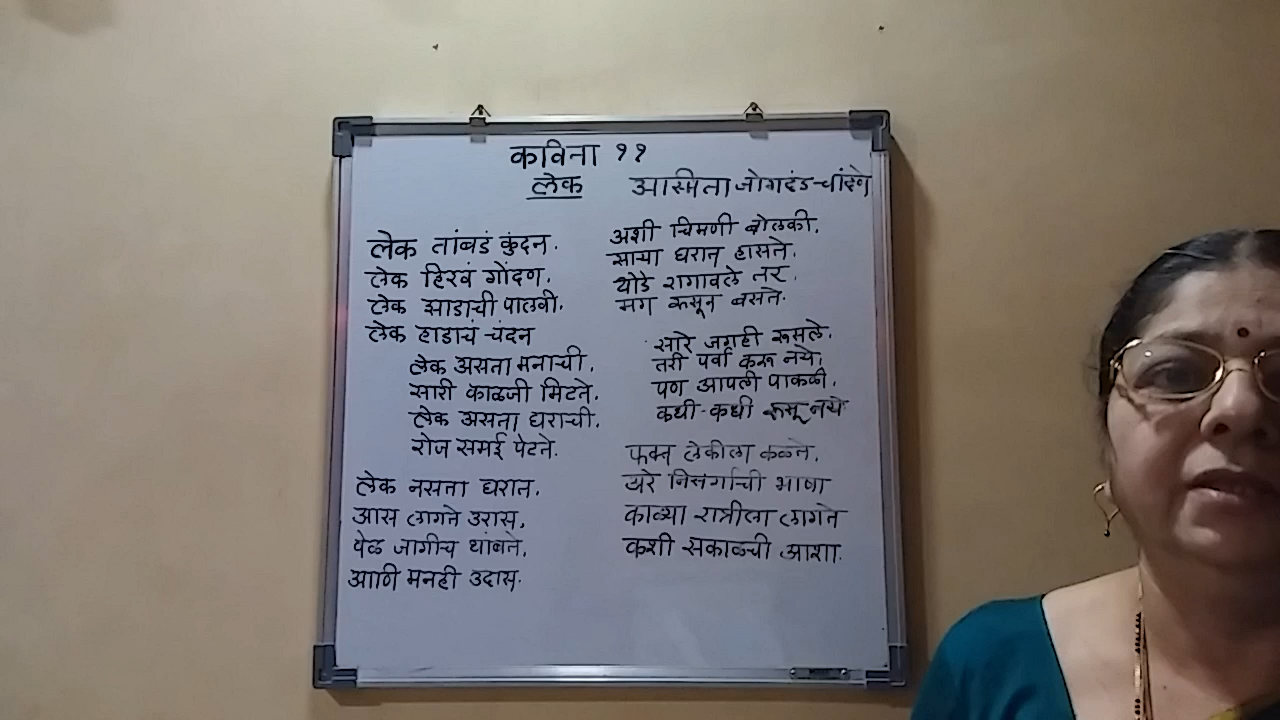 कविता ११
लेक आस्मिता जोगदंड-चांदणे
लेक तांबडं कुंदन.
लेक हिरवं गोंदण,
लेक झाडाची पालवी.
लेक हाडाचं चंदन
लेक असता मनाची.
सारी काळजी मिटते.
लेक असता घराची.
रोज समई पेटते.
लेक नसता घरात.
आस लागते उरास,
वेळ जागीच थांबते.
आणि मनही उदास.
अशी चिमणी बोलकी.
साऱ्या घरात हासते.
थोडे रागावले तर.
मग रुसून बसते.
सारे जगही रूसले.
तरी पर्वा करू नये.
पण आपली पाकळी.
कधी-कधी रूसू नये
फक्त लेकीला कळते.
खरे निसर्गाची भाषा
काळ्या रात्रीला लागते
कशी सकाळची आशा.